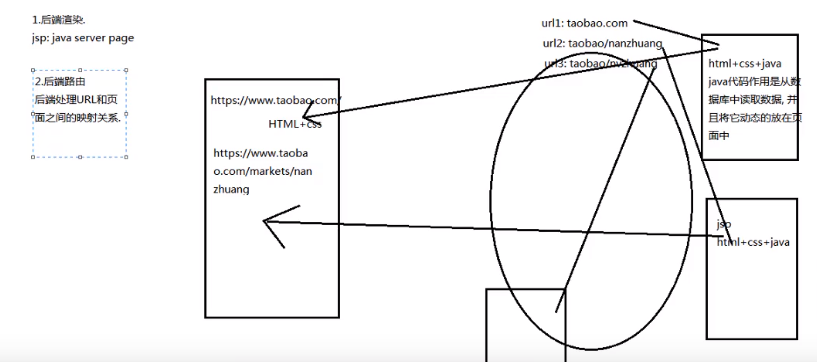 1.后端渲染.
jsp: java server page
2.后端路由
后端处理URL和页
面之间的映射关系.
https://www.taobao.com/
HTML+css
https://www.taoba
o.com/markets/nan
zhuang
url1: taobao.com
url2: taobao/nanzhuang
url3: taobao/nvzhuang
html+css+java
java代码作用是从数
据库中读取数据, 并
且将它动态的放在页
面中
jsp
html+css+java